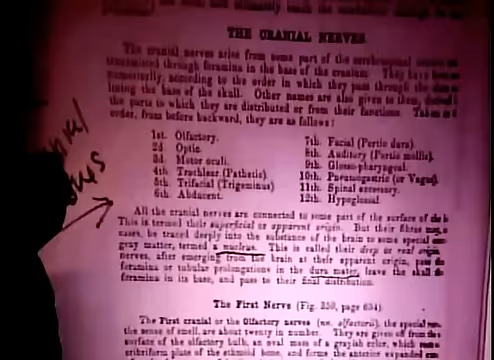 THE CRANIAL NERVES
The cranial nerves arise from some part of the cerebrospinal
transmitted through foramina in the base of the cranium. They have been
numerically, according to the order in which they pass through the dura
lining the base of the skull. Other names are also given to them,
the parts to which they are distributed or from their functions. Taken
order, from before backward, they are as follows:
1st. Olfactory.
2d. Optic.
3d. Motor oculi.
4th. Trochlear (Pathetic)
5th. Trifacial (Trigeminus)
6th. Abducent.
7th. Facial (Portio dura).
8th. Auditory (Portio mollis).
9th. Glosso-pharyngeal.
10th. Pneumogastric (or Vagus).
11th. Spinal accessory.
12th. Hypoglossal.
All the cranial nerves are connected to some part of the surface of the
This is termed their superficial or apparent origin. But their fibres
cases, be traced deeply into the substance of the brain to some special
gray matter, termed a nucleus. This is called their deep or real origin.
nerves, after emerging from the brain at their apparent origin, pass
foramina or tubular prolongations in the dura mater, leave the skull
foramina in its base, and pass to their final distribution.
The First Nerve (Fig. 350, page 654).
The First cranial or the Olfactory nerves (nn. olfactorii), the special
the sense of smell, are about twenty in number. They are given off from
surface of the olfactory bulb, an oval mass of a grayish color, which
cribriform plate of the ethmoid bone, and forms the anterior expanded